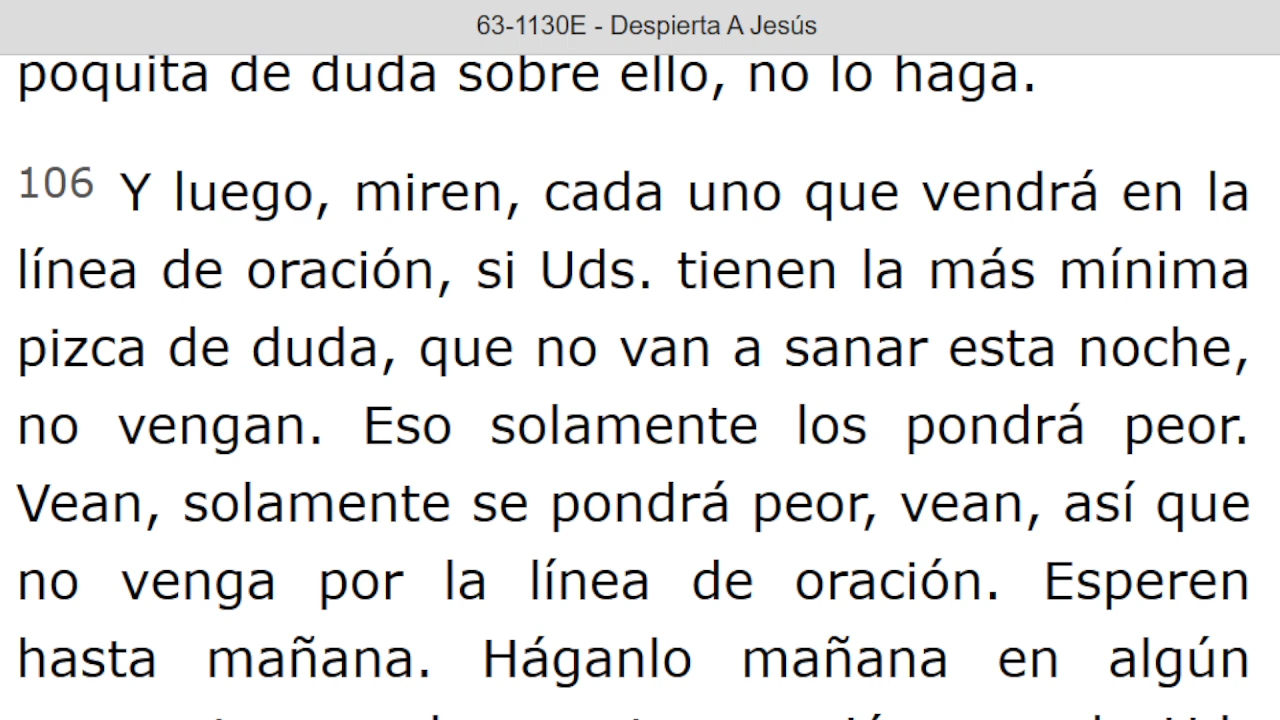 63-1130E - Despierta A Jesús
poquita de duda sobre ello, no lo haga.
106 Y luego, miren, cada uno que vendrá en la
línea de oración, si Uds. tienen la más mínima
pizca de duda, que no van a sanar esta noche,
no vengan. Eso solamente los pondrá peor.
Vean, solamente se pondrá peor, vean, así que
no venga por la línea de oración. Esperen
hasta mañana. Háganlo mañana en algún